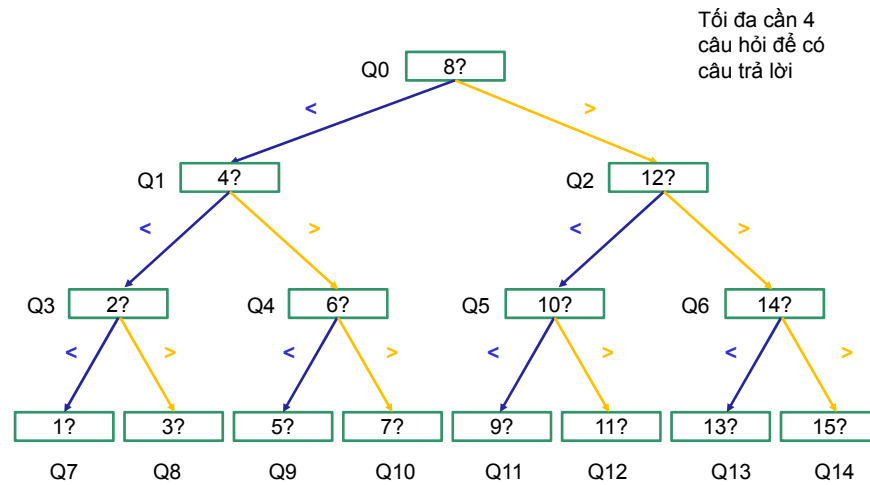 Tối đa cần 4
câu hỏi để có
câu trả lời
Q0 8?
< >
Q1 4? Q2 12?
< > < >
Q3 2? Q4 6? Q5 10? Q6 14?
< > < > < > < >
1? 3? 5? 7? 9? 11? 13? 15?
Q7 Q8 Q9 Q10 Q11 Q12 Q13 Q14